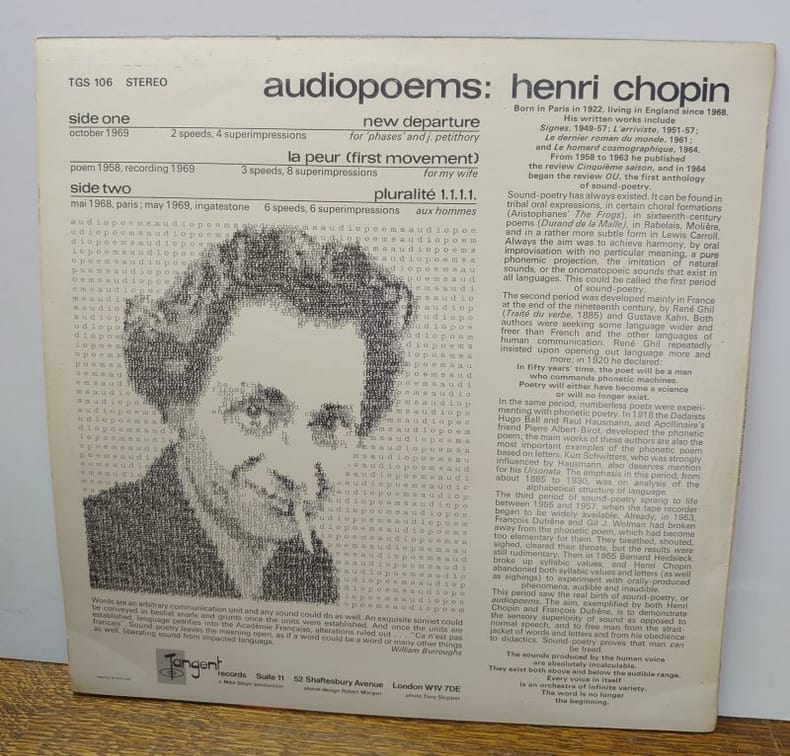 TGS 106 STEREO
audiopoems: henri chopin
side one
new departure
october 1969 2 speeds, 4 superimpressions for 'phases' and j. petithory
la peur (first movement)
poem 1958, recording 1969 3 speeds, 8 superimpressions for my wife
side two
pluralité 1.1.1.1.
mai 1968, paris; may 1969, ingatestone 6 speeds, 6 superimpressions aux hommes
Words are an arbitrary communication unit and any sound could do as well. An exquisite sonnet could
be conveyed in bestial snarls and grunts once the units were established. And once the units are
established, language petrifies into the Académie Française, alterations ruled out . . . . "Ca n'est pas
francais". Sound-poetry leaves the meaning open, as if a word could be a word or many other things
as well, liberating sound from impacted language.
William Burroughs
Tangent
records Suite 11 52 Shaftesbury Avenue London W1V 7DE
a Mike Steyn production sleeve design Robert Morgan photo Tony Skipper
Born in Paris in 1922, living in England since 1968.
His written works include
Signes, 1949-57; L'arriviste, 1951-57;
Le dernier roman du monde, 1961;
and Le homard cosmographique, 1964.
From 1958 to 1963 he published
the review Cinquième saison, and in 1964
began the review OU, the first anthology
of sound-poetry.
Sound-poetry has always existed. It can be found in
tribal oral expressions, in certain choral formations
(Aristophanes' The Frogs), in sixteenth-century
poems (Durand de la Malle), in Rabelais, Molière,
and in a rather more subtle form in Lewis Carroll.
Always the aim was to achieve harmony, by oral
improvisation with no particular meaning, a pure
phonemic projection, the imitation of natural
sounds, or the onomatopoeic sounds that exist in
all languages. This could be called the first period
of sound-poetry.
The second period was developed mainly in France
at the end of the nineteenth century, by René Ghil
(Traité du verbe, 1885) and Gustave Kahn. Both
authors were seeking some language wider and
freer than French and the other languages of
human communication. René Ghil repeatedly
insisted upon opening out language more and
more; in 1920 he declared:
In fifty years' time, the poet will be a man
who commands phonetic machines.
Poetry will either have become a science
or will no longer exist.
In the same period, numberless poets were experi-
menting with phonetic poetry. In 1918 the Dadaists
Hugo Ball and Raul Hausmann, and Apollinaire's
friend Pierre Albert-Birot, developed the phonetic
poem; the main works of these authors are also the
most important examples of the phonetic poem
based on letters. Kurt Schwitters, who was strongly
influenced by Hausmann, also deserves mention
for his Ursonata. The emphasis in this period, from
about 1885 to 1930, was on analysis of the
alphabetical structure of language.
The third period of sound-poetry sprang to life
between 1955 and 1957, when the tape recorder
began to be widely available. Already, in 1953,
François Dufrêne and Gil J. Wolman had broken
away from the phonetic poem, which had become
too elementary for them. They breathed, shouted,
sighed, cleared their throats, but the results were
still rudimentary. Then in 1955 Bernard Heidsieck
broke up syllabic values, and Henri Chopin
abandoned both syllabic values and letters (as well
as sighings) to experiment with orally-produced
phenomena, audible and inaudible.
This period saw the real birth of sound-poetry, or
audiopoems. The aim, exemplified by both Henri
Chopin and François Dufrêne, is to demonstrate
the sensory superiority of sound as opposed to
normal speech, and to free man from the strait-
jacket of words and letters and from his obedience
to didactics. Sound-poetry proves that man can
be freed.
The sounds produced by the human voice
are absolutely incalculable.
They exist both above and below the audible range.
Every voice in itself
is an orchestra of infinite variety.
The word is no longer
the beginning.